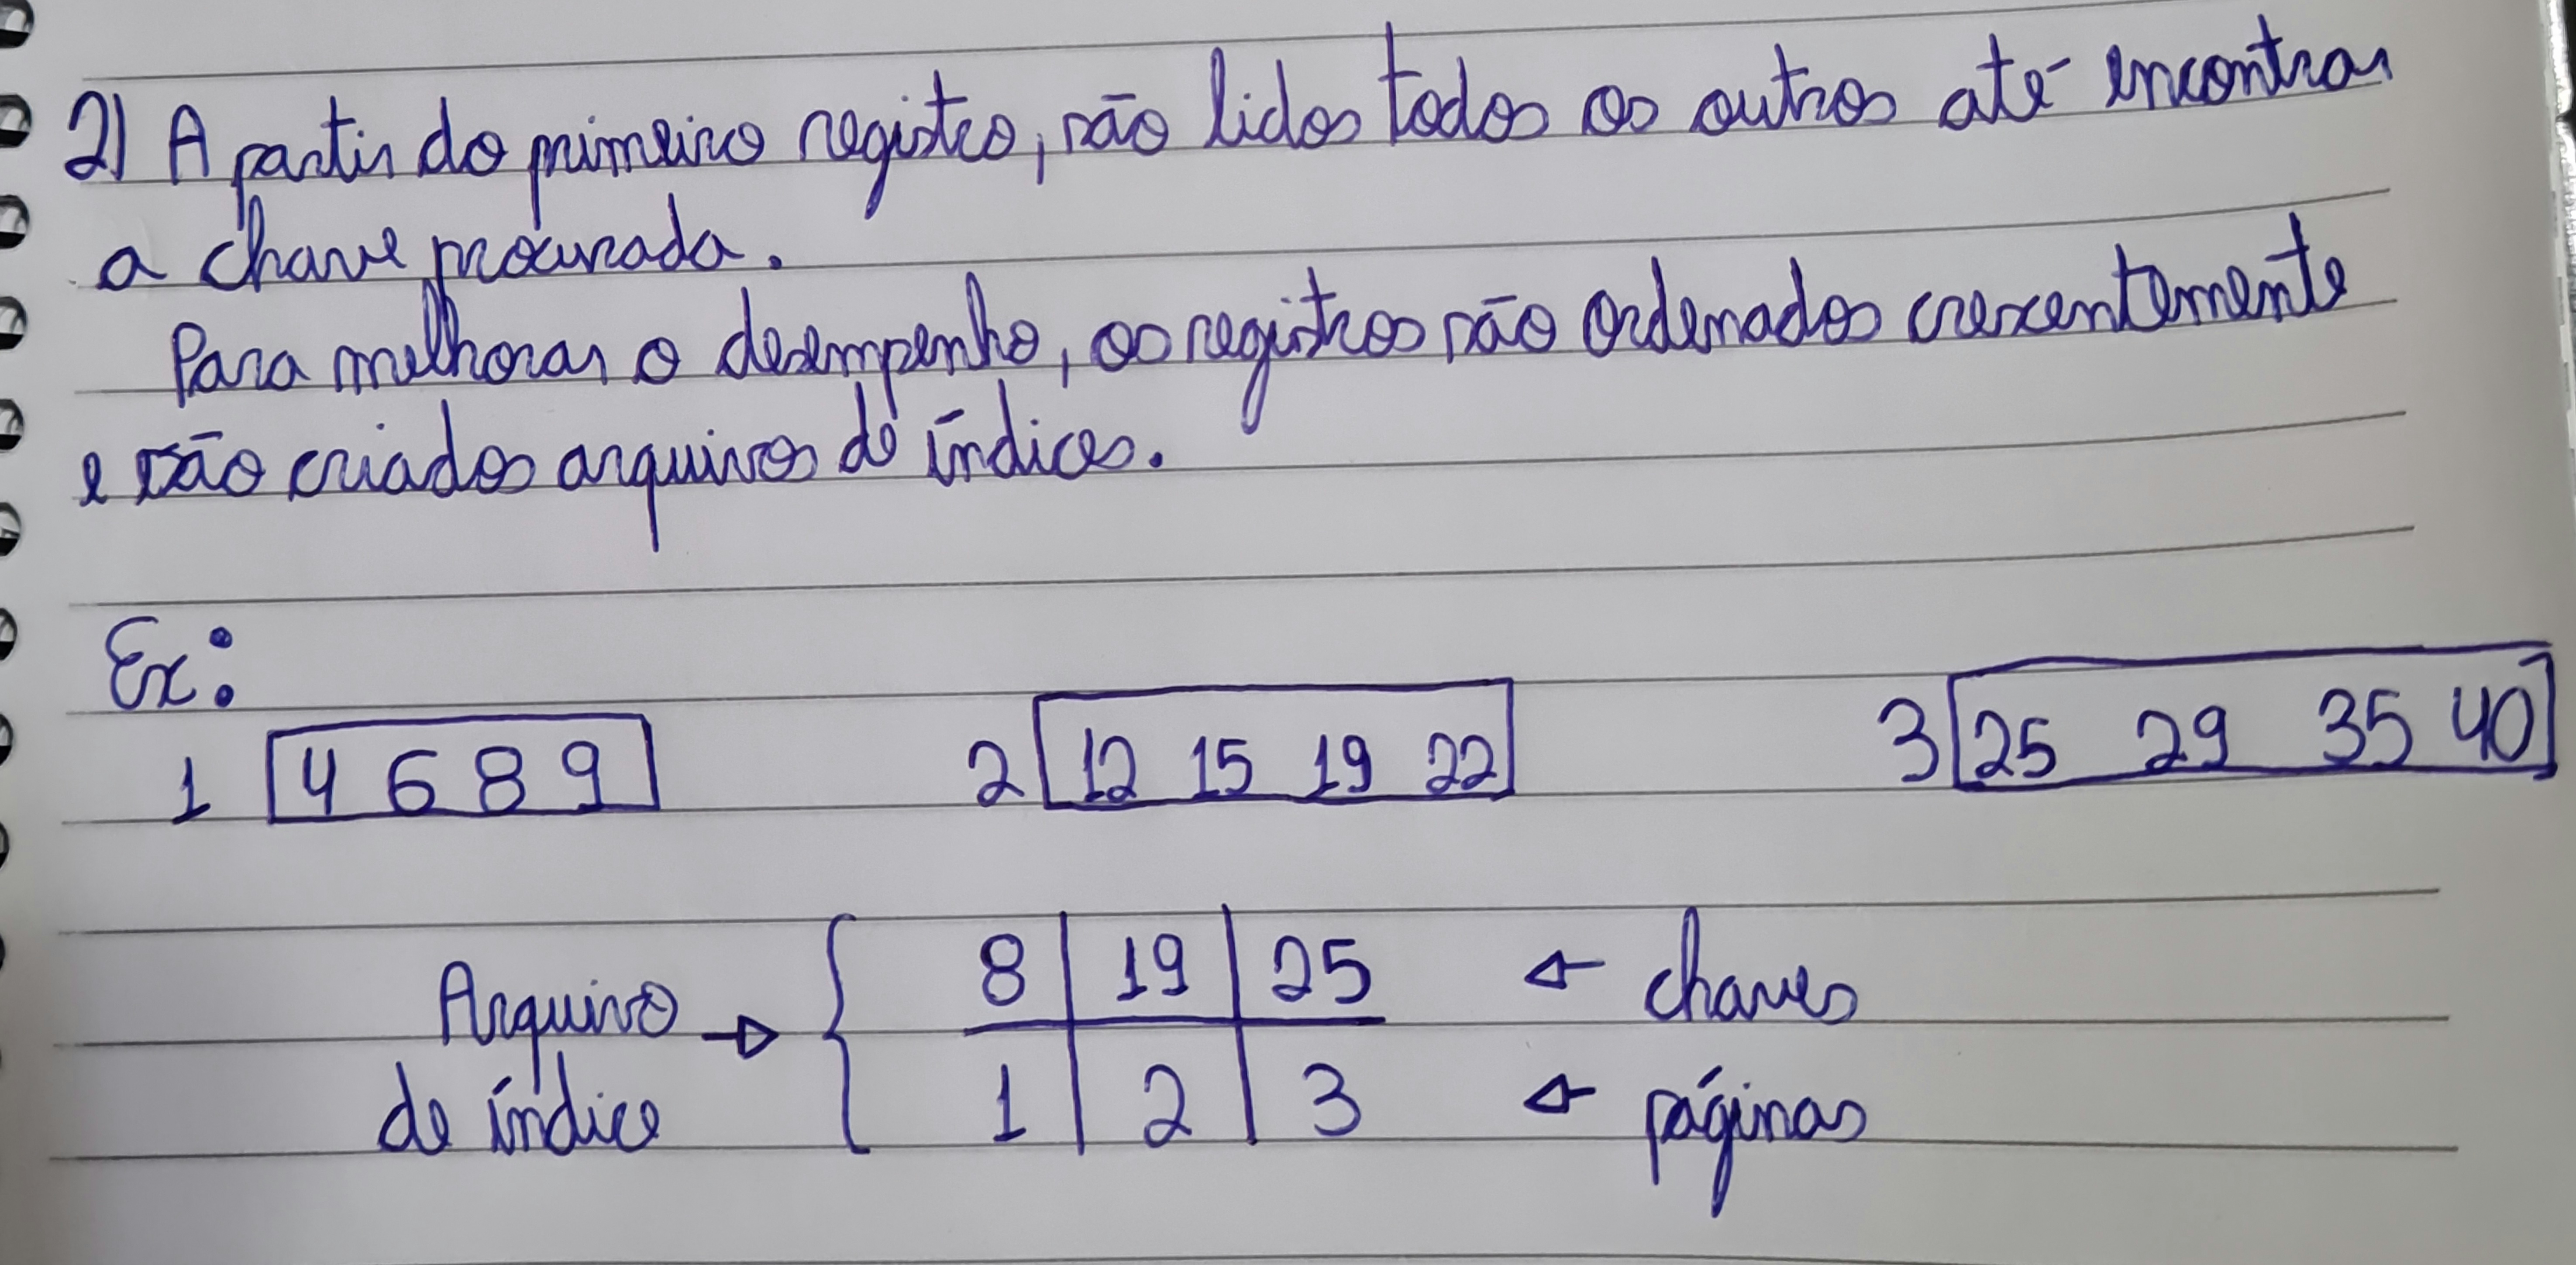 2) A partir do primeiro registro, são lidos todos os outros até encontrar
a chave procurada.
Para melhorar o desempenho, os registros são ordenados crescentemente
e são criados arquivos de índices.
Ex:
1 4 6 8 9 2 12 15 19 22 3 25 29 35 40
Arquivo → 8 19 25 ← chaves
de índice 1 2 3 ← páginas